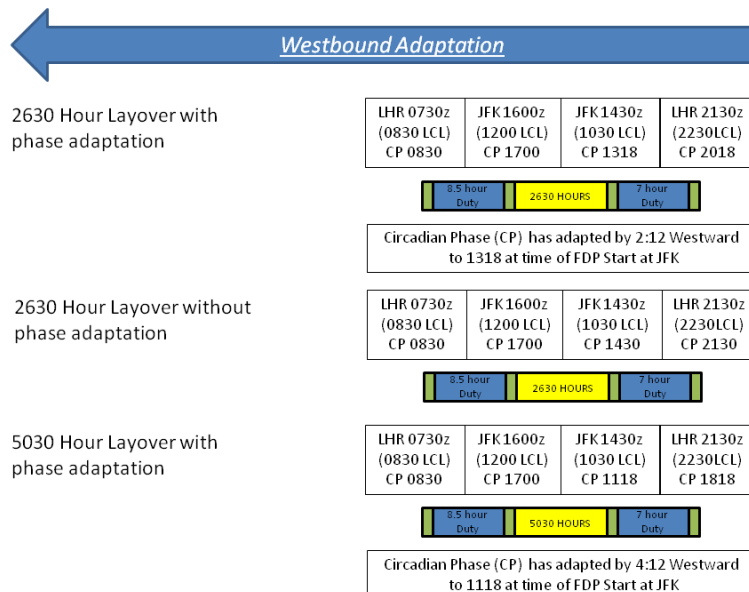 Westbound Adaptation
2630 Hour Layover with
phase adaptation
LHR 0730z
(0830 LCL)
CP 0830
JFK 1600z
(1200 LCL)
CP 1700
JFK 1430z
(1030 LCL)
CP 1318
LHR 2130z
(2230 LCL)
CP 2018
8.5 hour
Duty
2630 HOURS
7 hour
Duty
Circadian Phase (CP) has adapted by 2:12 Westward
to 1318 at time of FDP Start at JFK
2630 Hour Layover without
phase adaptation
LHR 0730z
(0830 LCL)
CP 0830
JFK 1600z
(1200 LCL)
CP 1700
JFK 1430z
(1030 LCL)
CP 1430
LHR 2130z
(2230LCL)
CP 2130
8.5 hour
Duty
2630 HOURS
7 hour
Duty
5030 Hour Layover with
phase adaptation
LHR 0730z
(0830 LCL)
CP 0830
JFK 1600z
(1200 LCL)
CP 1700
JFK 1430z
(1030 LCL)
CP 1118
LHR 2130z
(2230LCL)
CP 1818
8.5 hour
Duty
5030 HOURS
7 hour
Duty
Circadian Phase (CP) has adapted by 4:12 Westward
to 1118 at time of FDP Start at JFK